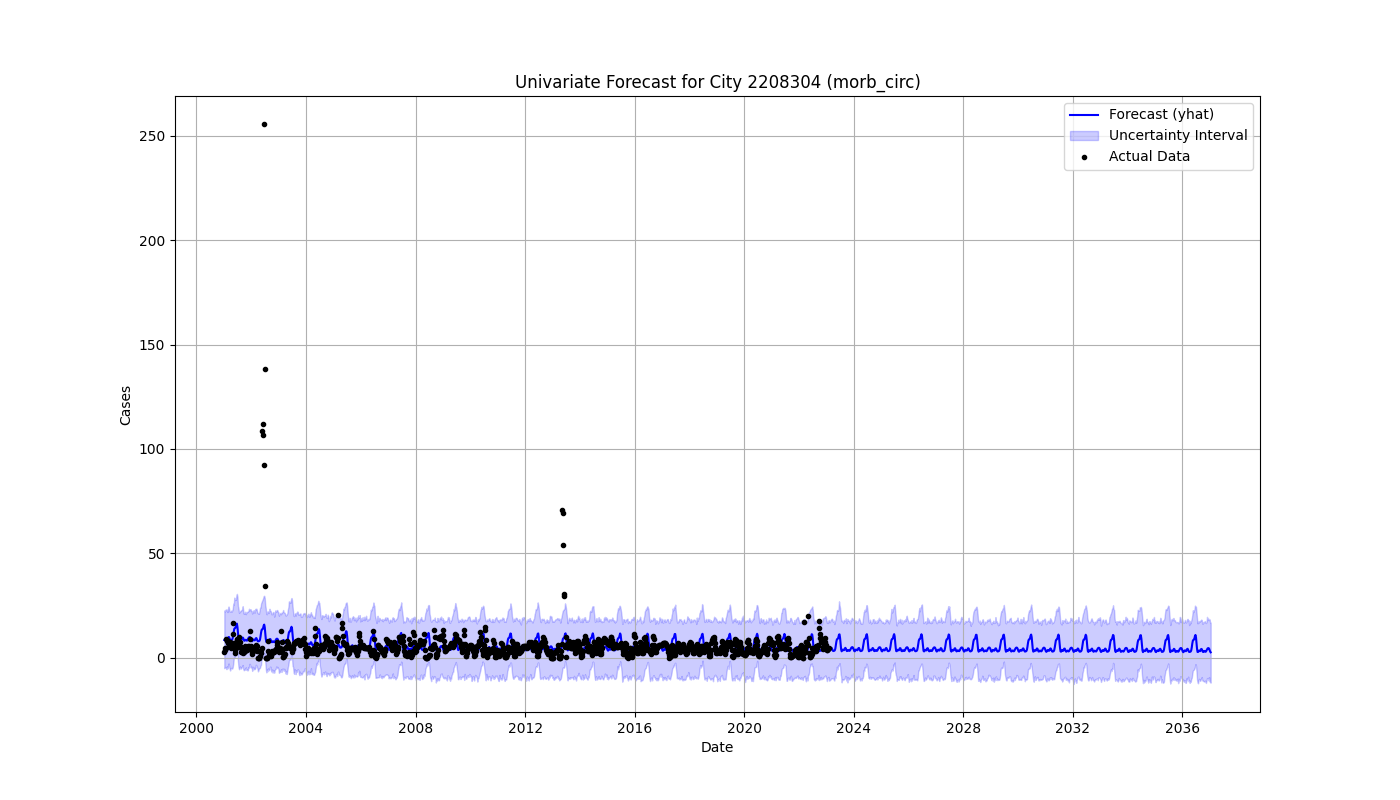 Univariate Forecast for City 2208304 (morb_circ)
Forecast (yhat)
Uncertainty Interval
Actual Data
250
200
150
100
50
0
Cases
2000 2004 2008 2012 2016 2020 2024 2028 2032 2036
Date